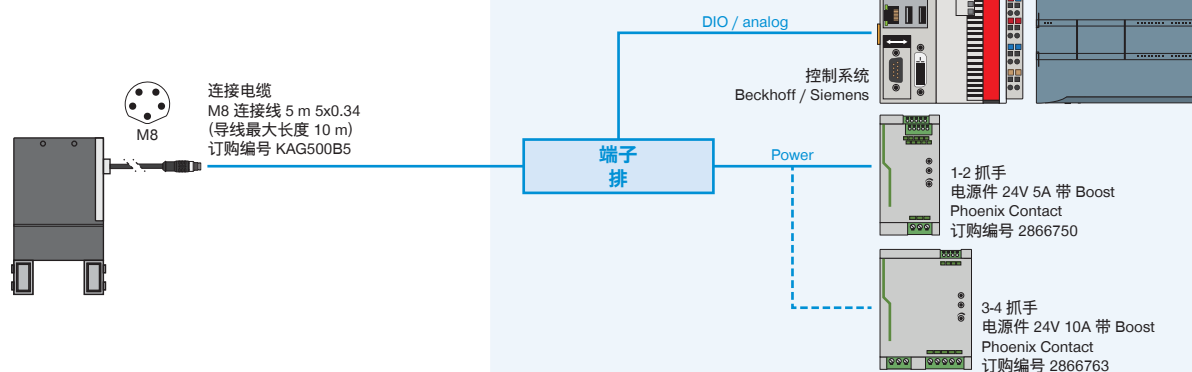 DIO / analog
控制系统
Beckhoff / Siemens
M8
连接电缆
M8 连接线 5 m 5x0.34
(导线最大长度 10 m)
订购编号 KAG500B5
端子
排
Power
1-2 抓手
电源件 24V 5A 带 Boost
Phoenix Contact
订购编号 2866750
3-4 抓手
电源件 24V 10A 带 Boost
Phoenix Contact
订购编号 2866763